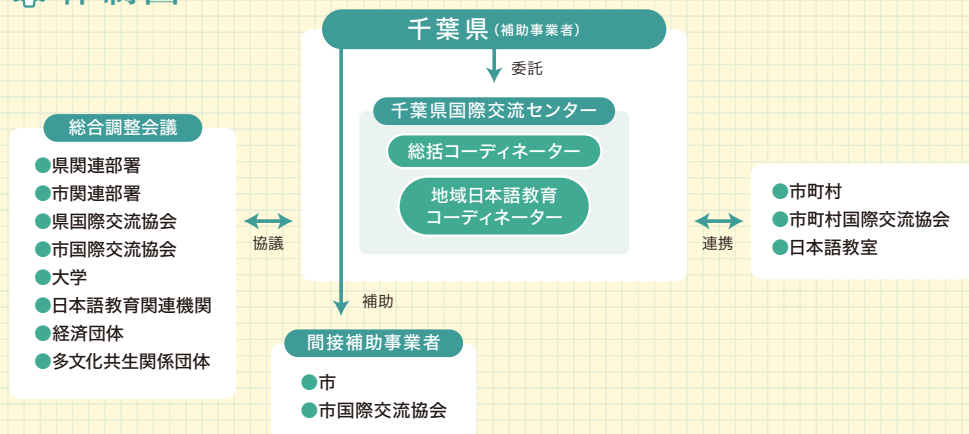 体制図
千葉県(補助事業者)
委託
千葉県国際交流センター
総括コーディネーター
地域日本語教育
コーディネーター
総合調整会議
●県関連部署
●市関連部署
●県国際交流協会
●市国際交流協会
●大学
●日本語教育関連機関
●経済団体
●多文化共生関係団体
協議
連携
●市町村
●市町村国際交流協会
●日本語教室
補助
間接補助事業者
●市
●市国際交流協会